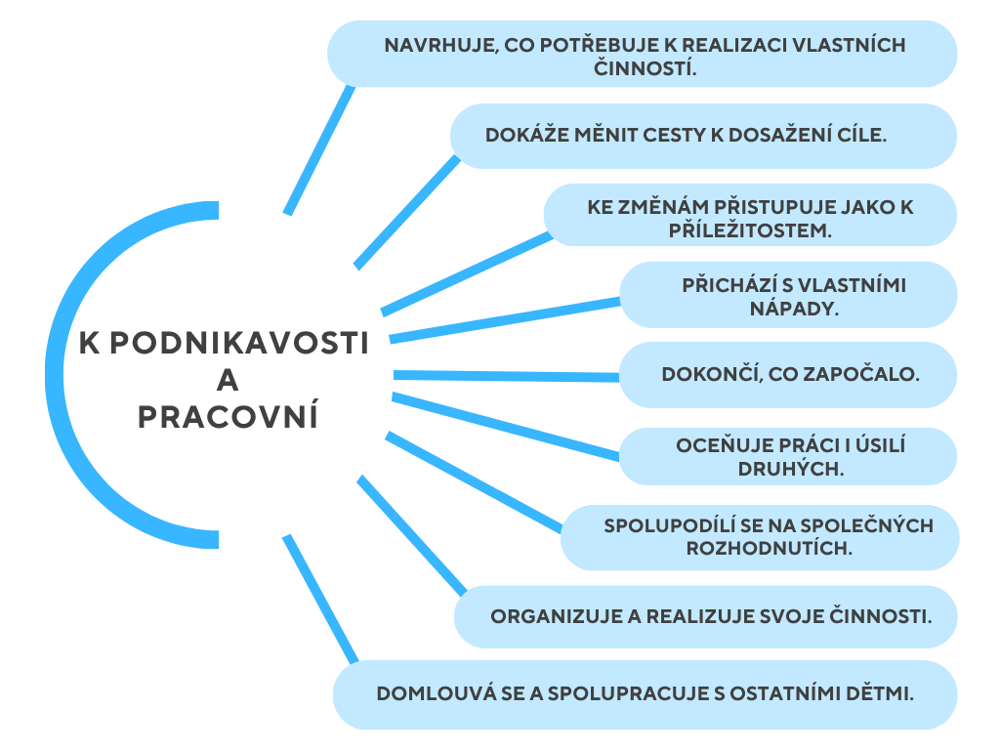 NAVRHUJE, CO POTŘEBUJE K REALIZACI VLASTNÍCH
ČINNOSTÍ.
DOKÁŽE MĚNIT CESTY K DOSAŽENÍ CÍLE.
KE ZMĚNÁM PŘISTUPUJE JAKO K
PŘÍLEŽITOSTEM.
PŘICHÁZÍ S VLASTNÍMI
NÁPADY.
K PODNIKAVOSTI
A
PRACOVNÍ
DOKONČÍ, CO ZAPOČALO.
OCEŇUJE PRÁCI I ÚSILÍ
DRUHÝCH.
SPOLUPODÍLÍ SE NA SPOLEČNÝCH
ROZHODNUTÍCH.
ORGANIZUJE A REALIZUJE SVOJE ČINNOSTI.
DOMLOUVÁ SE A SPOLUPRACUJE S OSTATNÍMI DĚTMI.